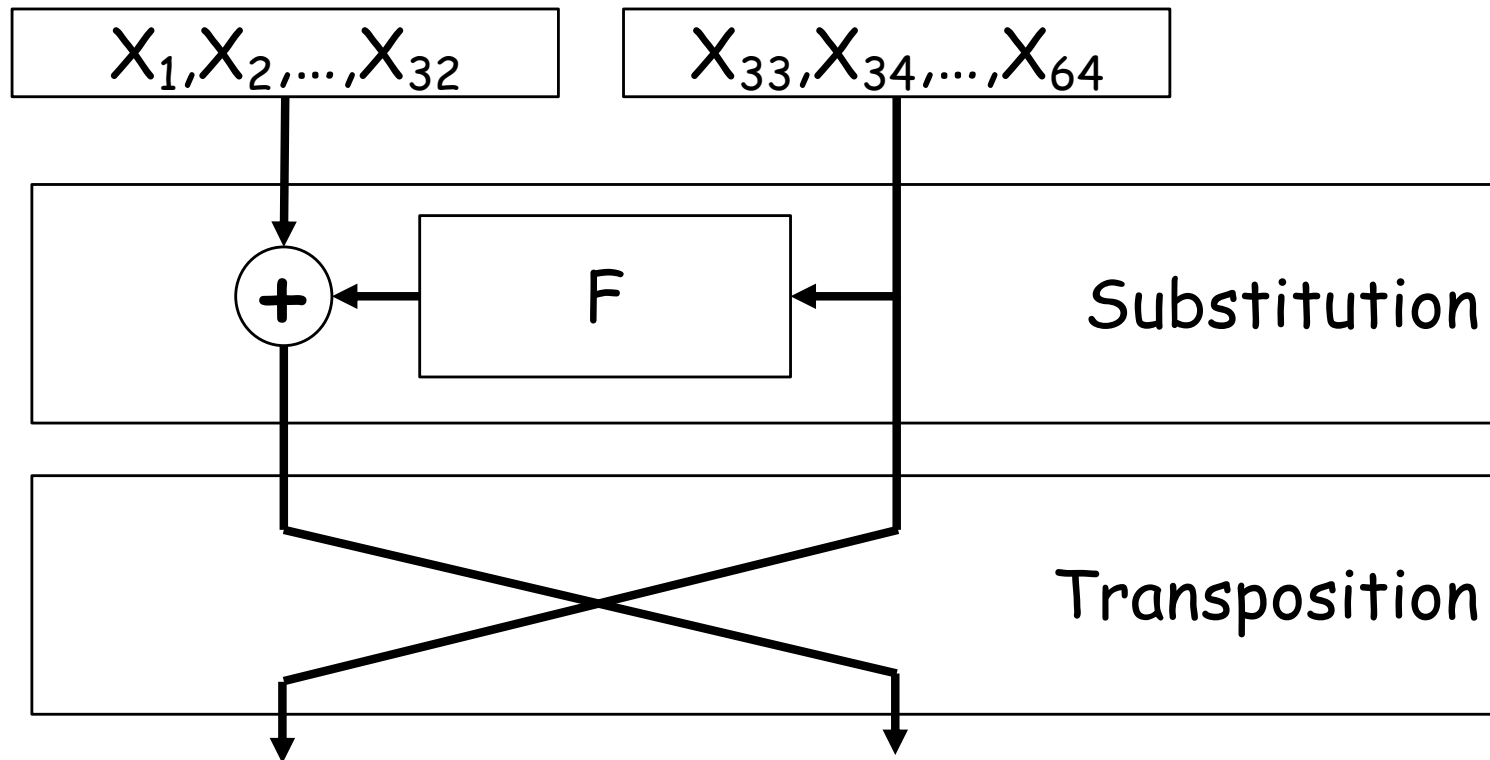 X₁,X₂,...,X₃₂
X₃₃,X₃₄,...,X₆₄
+
F
Substitution
Transposition